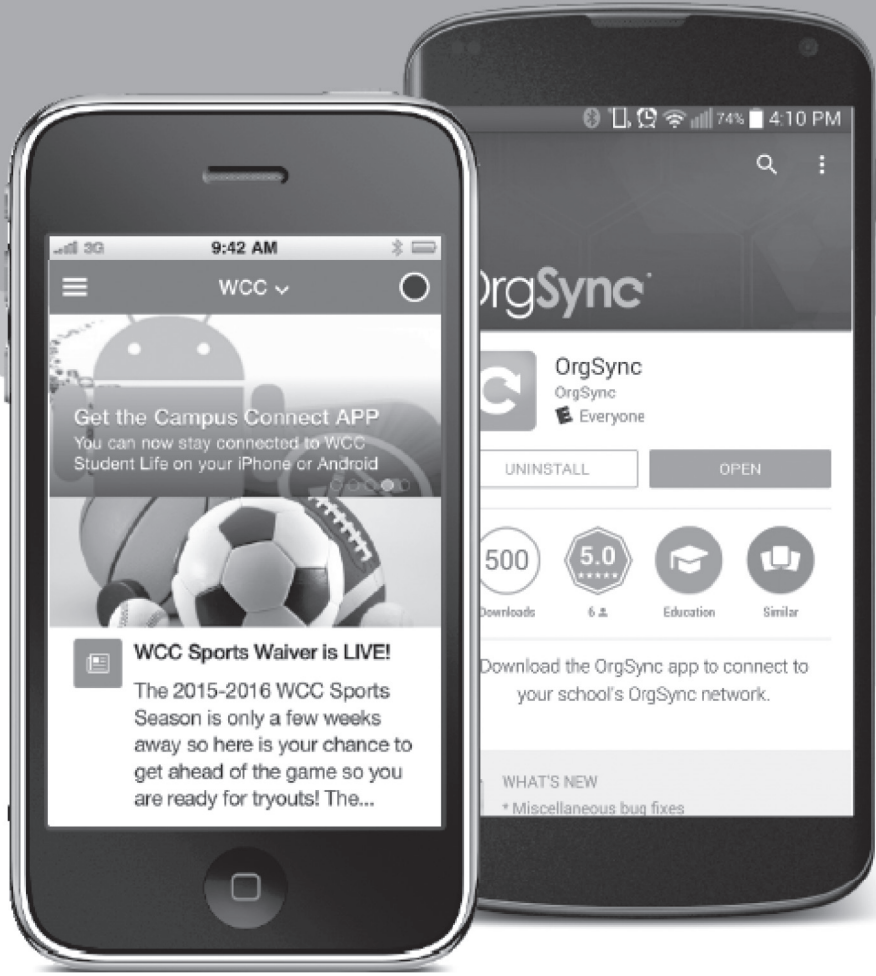 3G 9:42 AM
WCC
Get the Campus Connect APP
You can now stay connected to WCC
Student Life on your iPhone or Android
WCC Sports Waiver is LIVE!
The 2015-2016 WCC Sports
Season is only a few weeks
away so here is your chance to
get ahead of the game so you
are ready for tryouts! The...
74% 4:10 PM
OrgSync
OrgSync
OrgSync
E Everyone
UNINSTALL OPEN
500 5.0
Downloads 6 Education Similar
Download the OrgSync app to connect to
your school's OrgSync network.
WHAT'S NEW
* Miscellaneous bug fixes